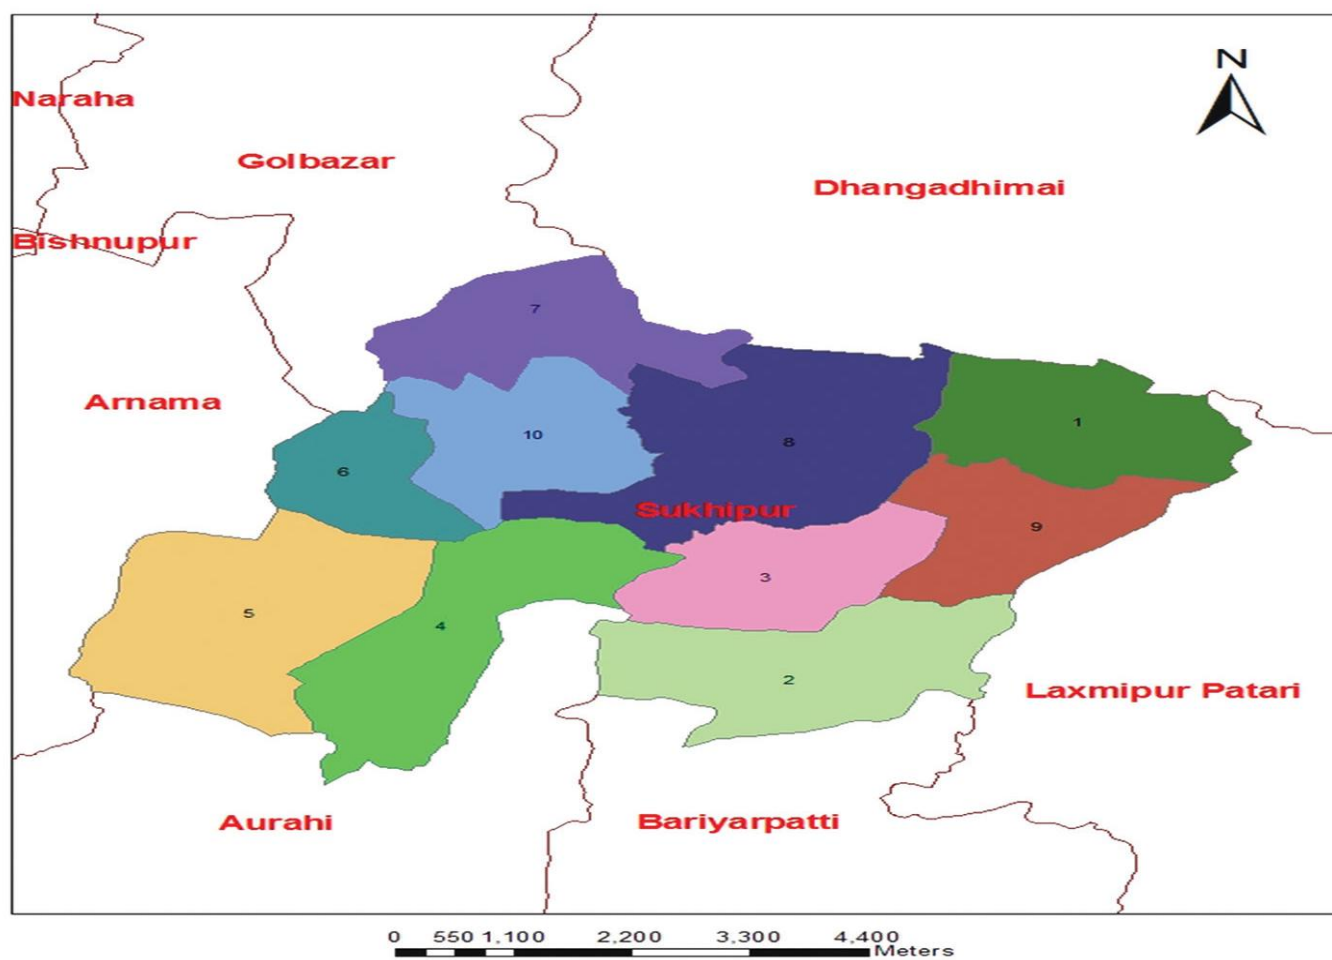 N
Naraha
Golbazar
Dhangadhimai
Bishnupur
7
Arnama
1
10
8
6
Sukhipur
9
3
5
4
2
Laxmipur Patari
Aurahi
Bariyarpatti
0 550 1,100 2,200 3,300 4,400
Meters